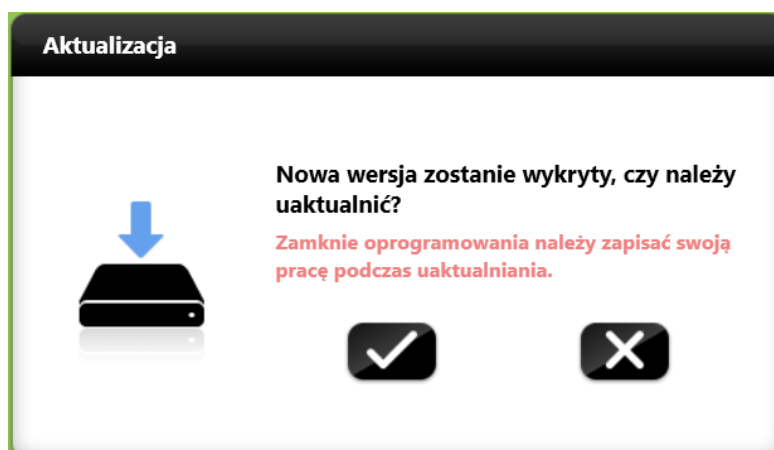 Aktualizacja
Nowa wersja zostanie wykryty, czy należy
uaktualnić?
Zamknie oprogramowania należy zapisać swoją
pracę podczas uaktualniania.